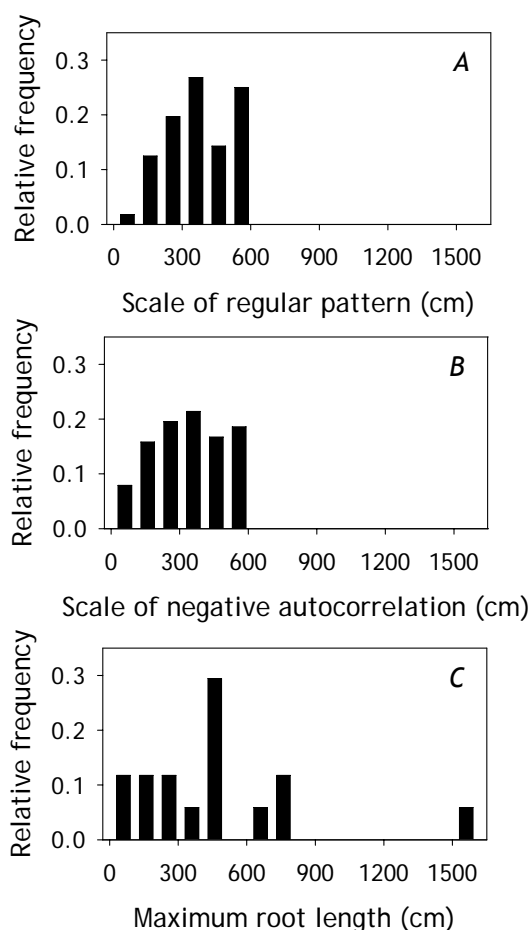 Relative frequency
A
0.3
0.2
0.1
0.0
0 300 600 900 1200 1500
Scale of regular pattern (cm)
Relative frequency
B
0.3
0.2
0.1
0.0
0 300 600 900 1200 1500
Scale of negative autocorrelation (cm)
Relative frequency
C
0.3
0.2
0.1
0.0
0 300 600 900 1200 1500
Maximum root length (cm)